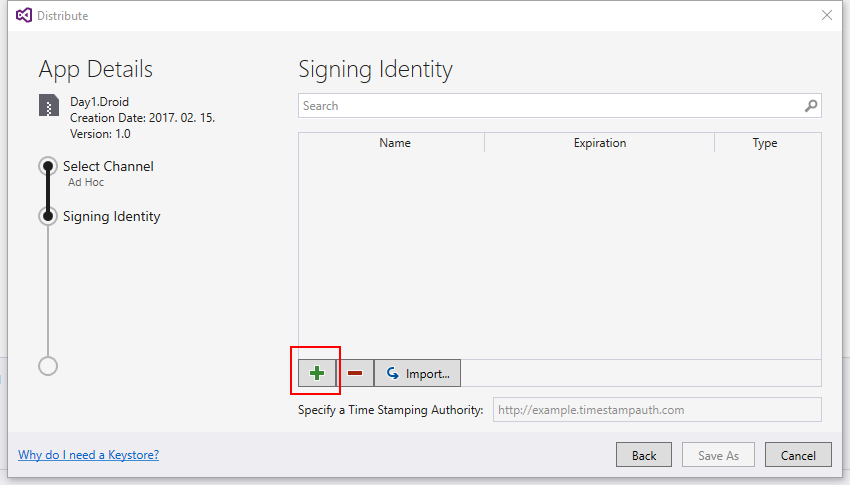 Distribute
App Details
Day1.Droid
Creation Date: 2017. 02. 15.
Version: 1.0
Select Channel
Ad Hoc
Signing Identity
Signing Identity
Search
Name Expiration Type
Import...
Specify a Time Stamping Authority: http://example.timestampauth.com
Why do I need a Keystore?
Back Save As Cancel